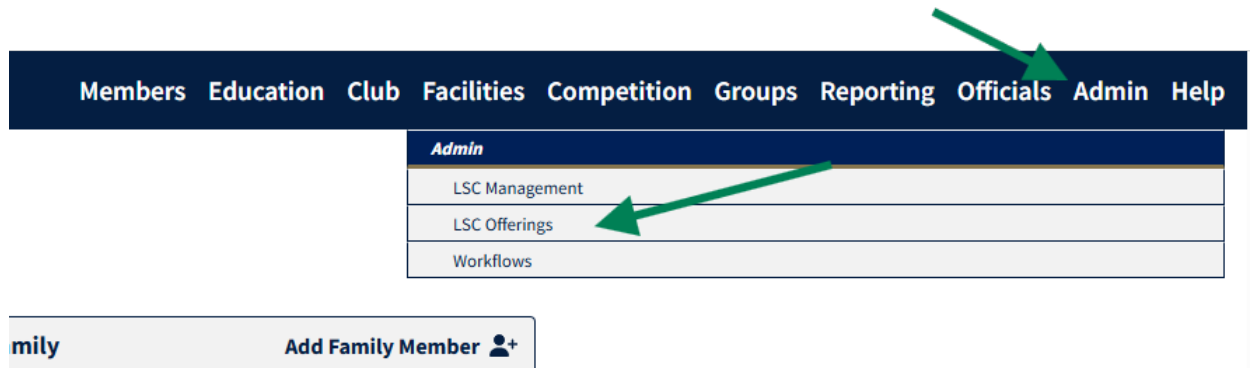 Members Education Club Facilities Competition Groups Reporting Officials Admin Help
Admin
LSC Management
LSC Offerings
Workflows
mily Add Family Member